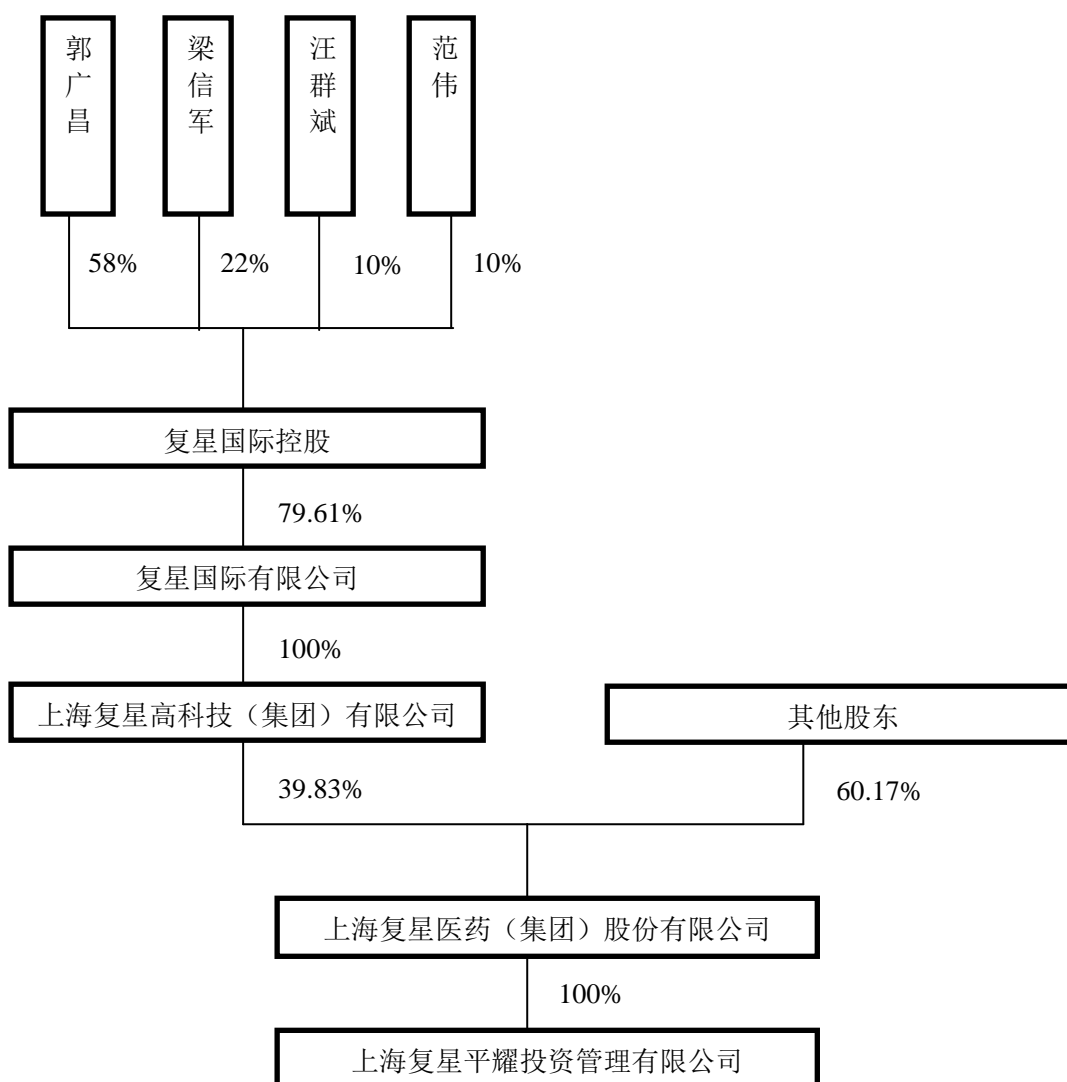 郭广昌
梁信军
汪群斌
范伟
58%
22%
10%
10%
复星国际控股
79.61%
复星国际有限公司
100%
上海复星高科技（集团）有限公司
其他股东
39.83%
60.17%
上海复星医药（集团）股份有限公司
100%
上海复星平耀投资管理有限公司